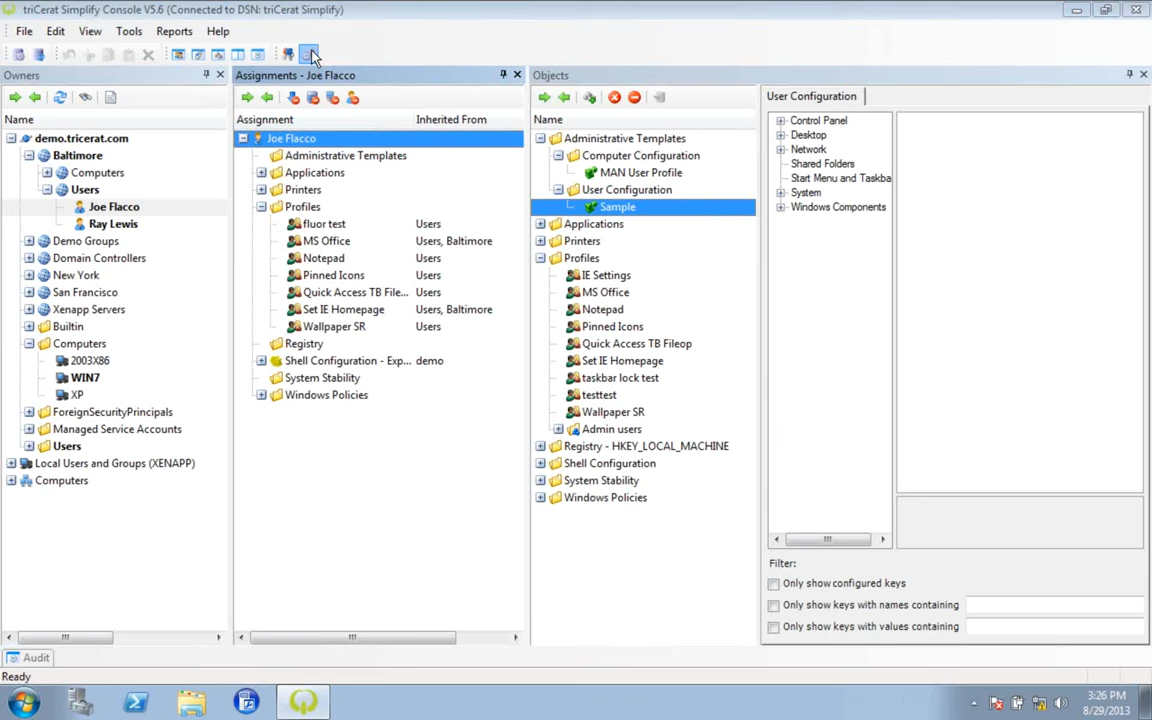 triCerat Simplify Console V5.6 (Connected to DSN: triCerat Simplify)
File Edit View Tools Reports Help
Owners
Name
demo.tricerat.com
Baltimore
Computers
Users
Joe Flacco
Ray Lewis
Demo Groups
Domain Controllers
New York
San Francisco
Xenapp Servers
Builtin
Computers
2003X86
WIN7
XP
ForeignSecurityPrincipals
Managed Service Accounts
Users
Local Users and Groups (XENAPP)
Computers
Assignments - Joe Flacco
Assignment Inherited From
Joe Flacco
Administrative Templates
Applications
Printers
Profiles
fluor test Users
MS Office Users, Baltimore
Notepad Users
Pinned Icons Users
Quick Access TB File... Users
Set IE Homepage Users, Baltimore
Wallpaper SR Users
Registry
Shell Configuration - Exp... demo
System Stability
Windows Policies
Objects
Name
Administrative Templates
Computer Configuration
MAN User Profile
User Configuration
Sample
Applications
Printers
Profiles
IE Settings
MS Office
Notepad
Pinned Icons
Quick Access TB Fileop
Set IE Homepage
taskbar lock test
testtest
Wallpaper SR
Admin users
Registry - HKEY_LOCAL_MACHINE
Shell Configuration
System Stability
Windows Policies
User Configuration
Control Panel
Desktop
Network
Shared Folders
Start Menu and Taskba
System
Windows Components
Filter:
Only show configured keys
Only show keys with names containing
Only show keys with values containing
Audit
Ready
3:26 PM
8/29/2013